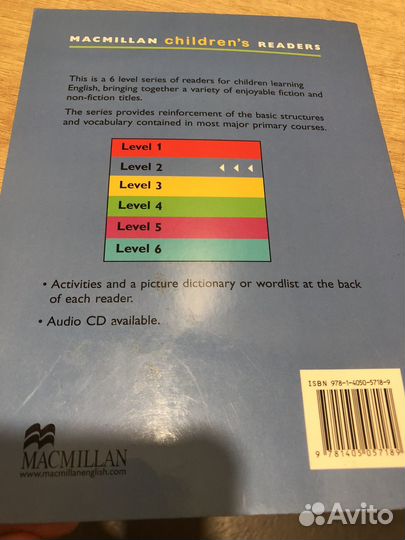 MACMILLAN children's READERS
This is a 6 level series of readers for children learning
English, bringing together a variety of enjoyable fiction and
non-fiction titles.
The series provides reinforcement of the basic structures
and vocabulary contained in most major primary courses.
Level 1
Level 2
Level 3
Level 4
Level 5
Level 6
• Activities and a picture dictionary or wordlist at the back
of each reader.
• Audio CD available.
ISBN 978-1-4050-5718-9
9 781405 057189
MACMILLAN
www.macmillanenglish.com
Avito